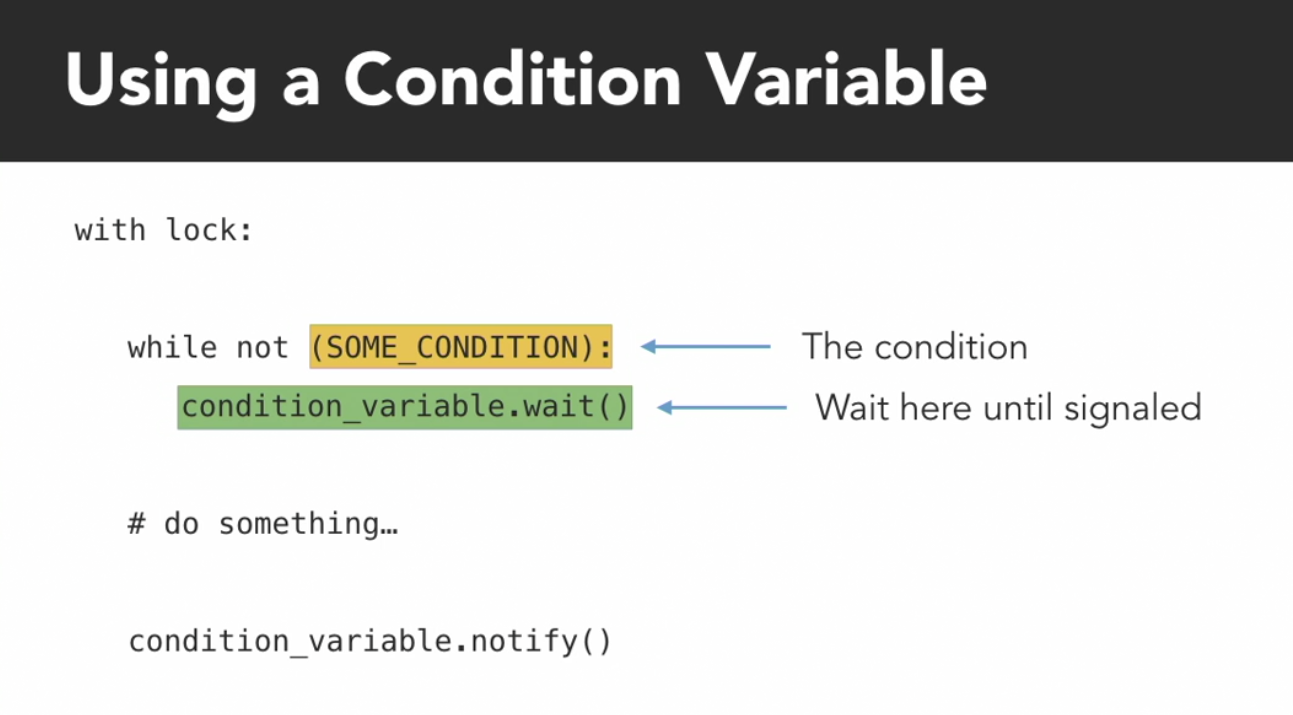 Using a Condition Variable
with lock:
while not (SOME_CONDITION):
The condition
condition_variable.wait()
Wait here until signaled
# do something…
condition_variable.notify()